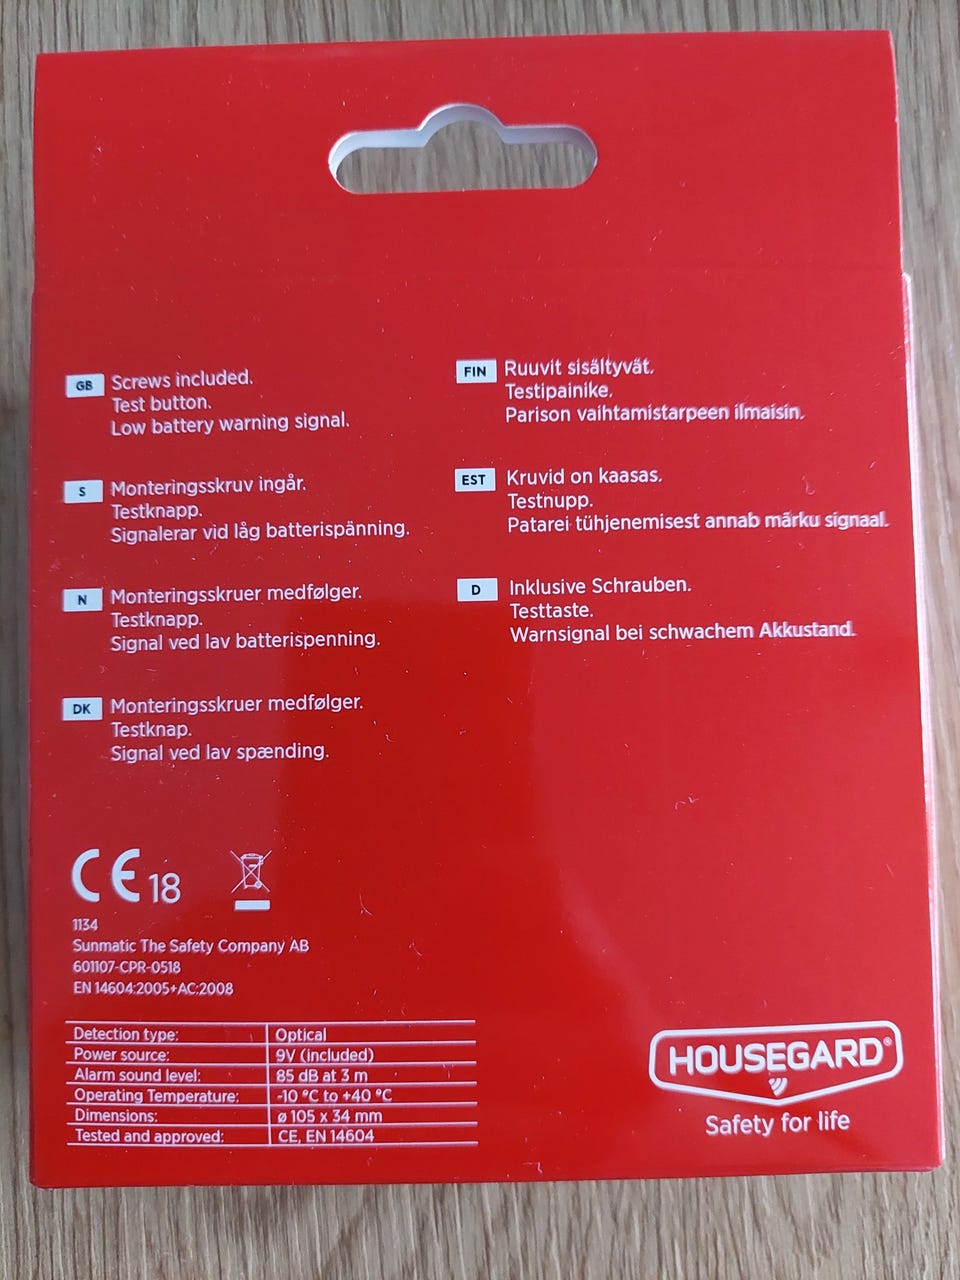 GB Screws included.
Test button.
Low battery warning signal.
S Monteringsskruv ingår.
Testknapp.
Signalerar vid låg batterispänning.
N Monteringsskruer medfølger.
Testknapp.
Signal ved lav batterispenning.
DK Monteringsskruer medfølger.
Testknap.
Signal ved lav spænding.
FIN Ruuvit sisältyvät.
Testipainike.
Parison vaihtamistarpeen ilmaisin.
EST Kruvid on kaasas.
Testnupp.
Patarei tühjenemisest annab märku signaal.
D Inklusive Schrauben.
Testtaste.
Warnsignal bei schwachem Akkustand.
CE 18
1134
Sunmatic The Safety Company AB
601107-CPR-0518
EN 14604:2005+AC:2008
Detection type: Optical
Power source: 9V (included)
Alarm sound level: 85 dB at 3 m
Operating Temperature: -10 °C to +40 °C
Dimensions: ø 105 x 34 mm
Tested and approved: CE, EN 14604
HOUSEGARD®
Safety for life